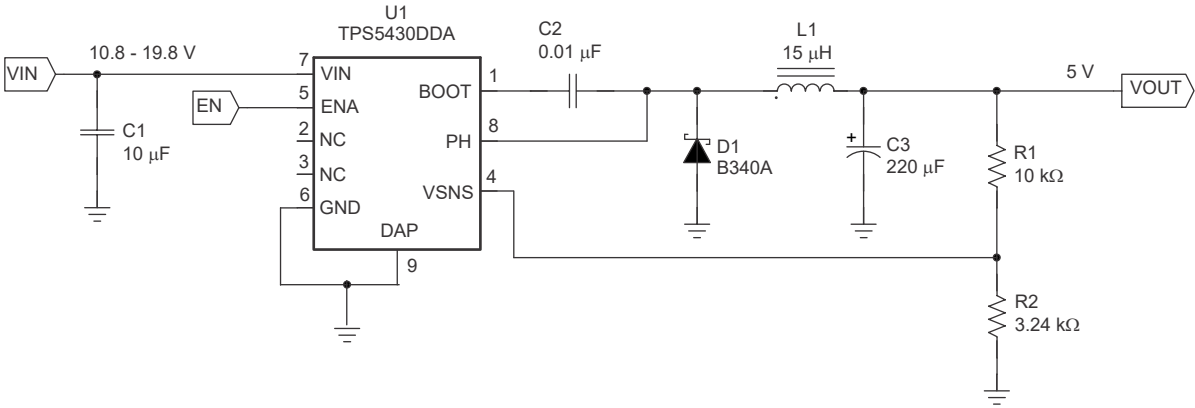 U1
TPS5430DDA
10.8 - 19.8 V
VIN
7
VIN
EN
5
ENA
2
NC
3
NC
6
GND
DAP
9
BOOT
1
PH
8
VSNS
4
C1
10 μF
C2
0.01 μF
L1
15 μH
5 V
VOUT
D1
B340A
+
C3
220 μF
R1
10 kΩ
R2
3.24 kΩ